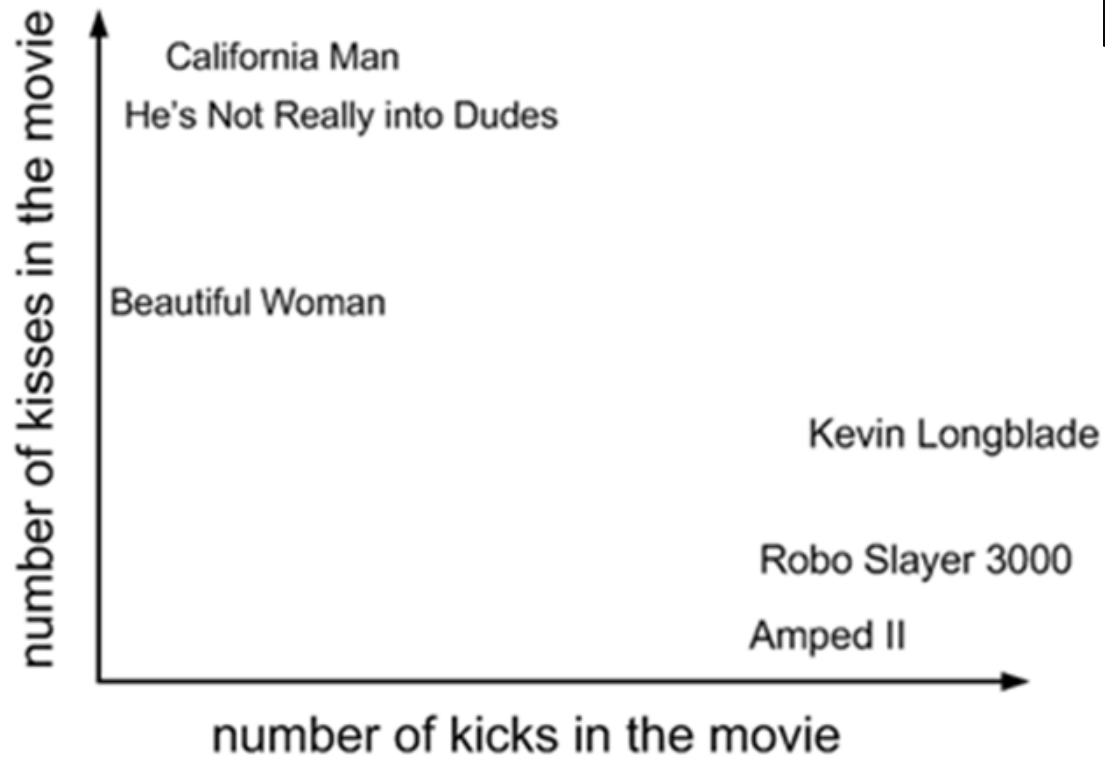 number of kisses in the movie
California Man
He's Not Really into Dudes
Beautiful Woman
Kevin Longblade
Robo Slayer 3000
Amped II
number of kicks in the movie